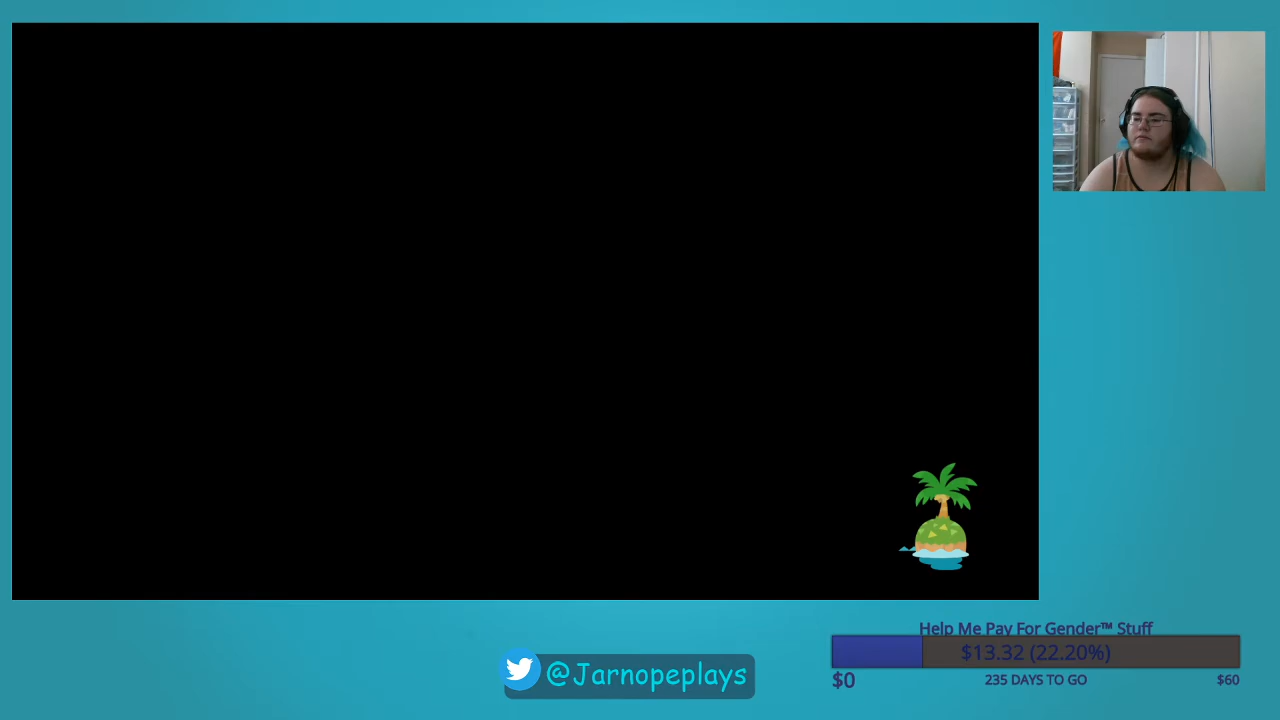 Help Me Pay For Gender™ Stuff
$13.32 (22.20%)
$0
235 DAYS TO GO
$60
@Jarnopeplays